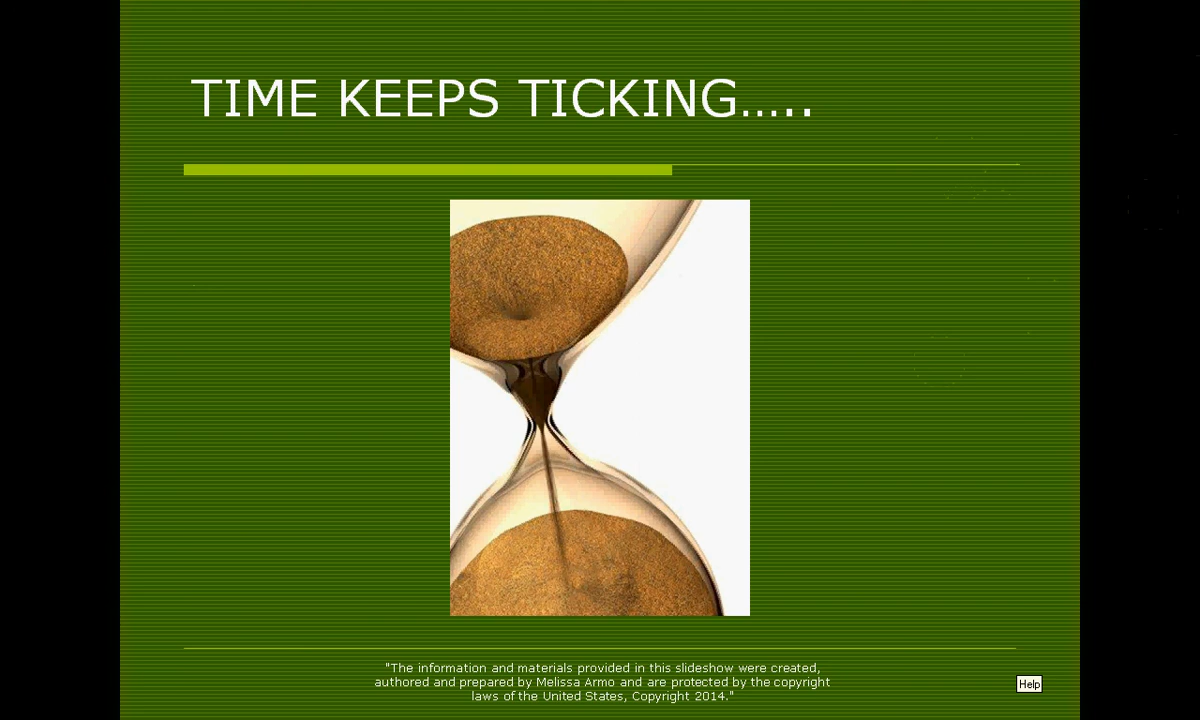 TIME KEEPS TICKING…..
"The information and materials provided in this slideshow were created,
authored and prepared by Melissa Armo and are protected by the copyright
laws of the United States, Copyright 2014."
Help